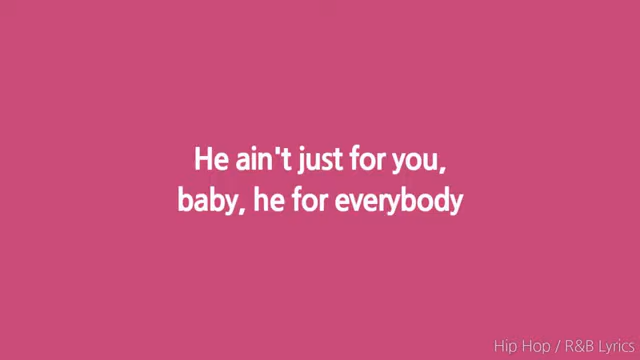 He ain't just for you,
baby, he for everybody
Hip Hop / R&B Lyrics